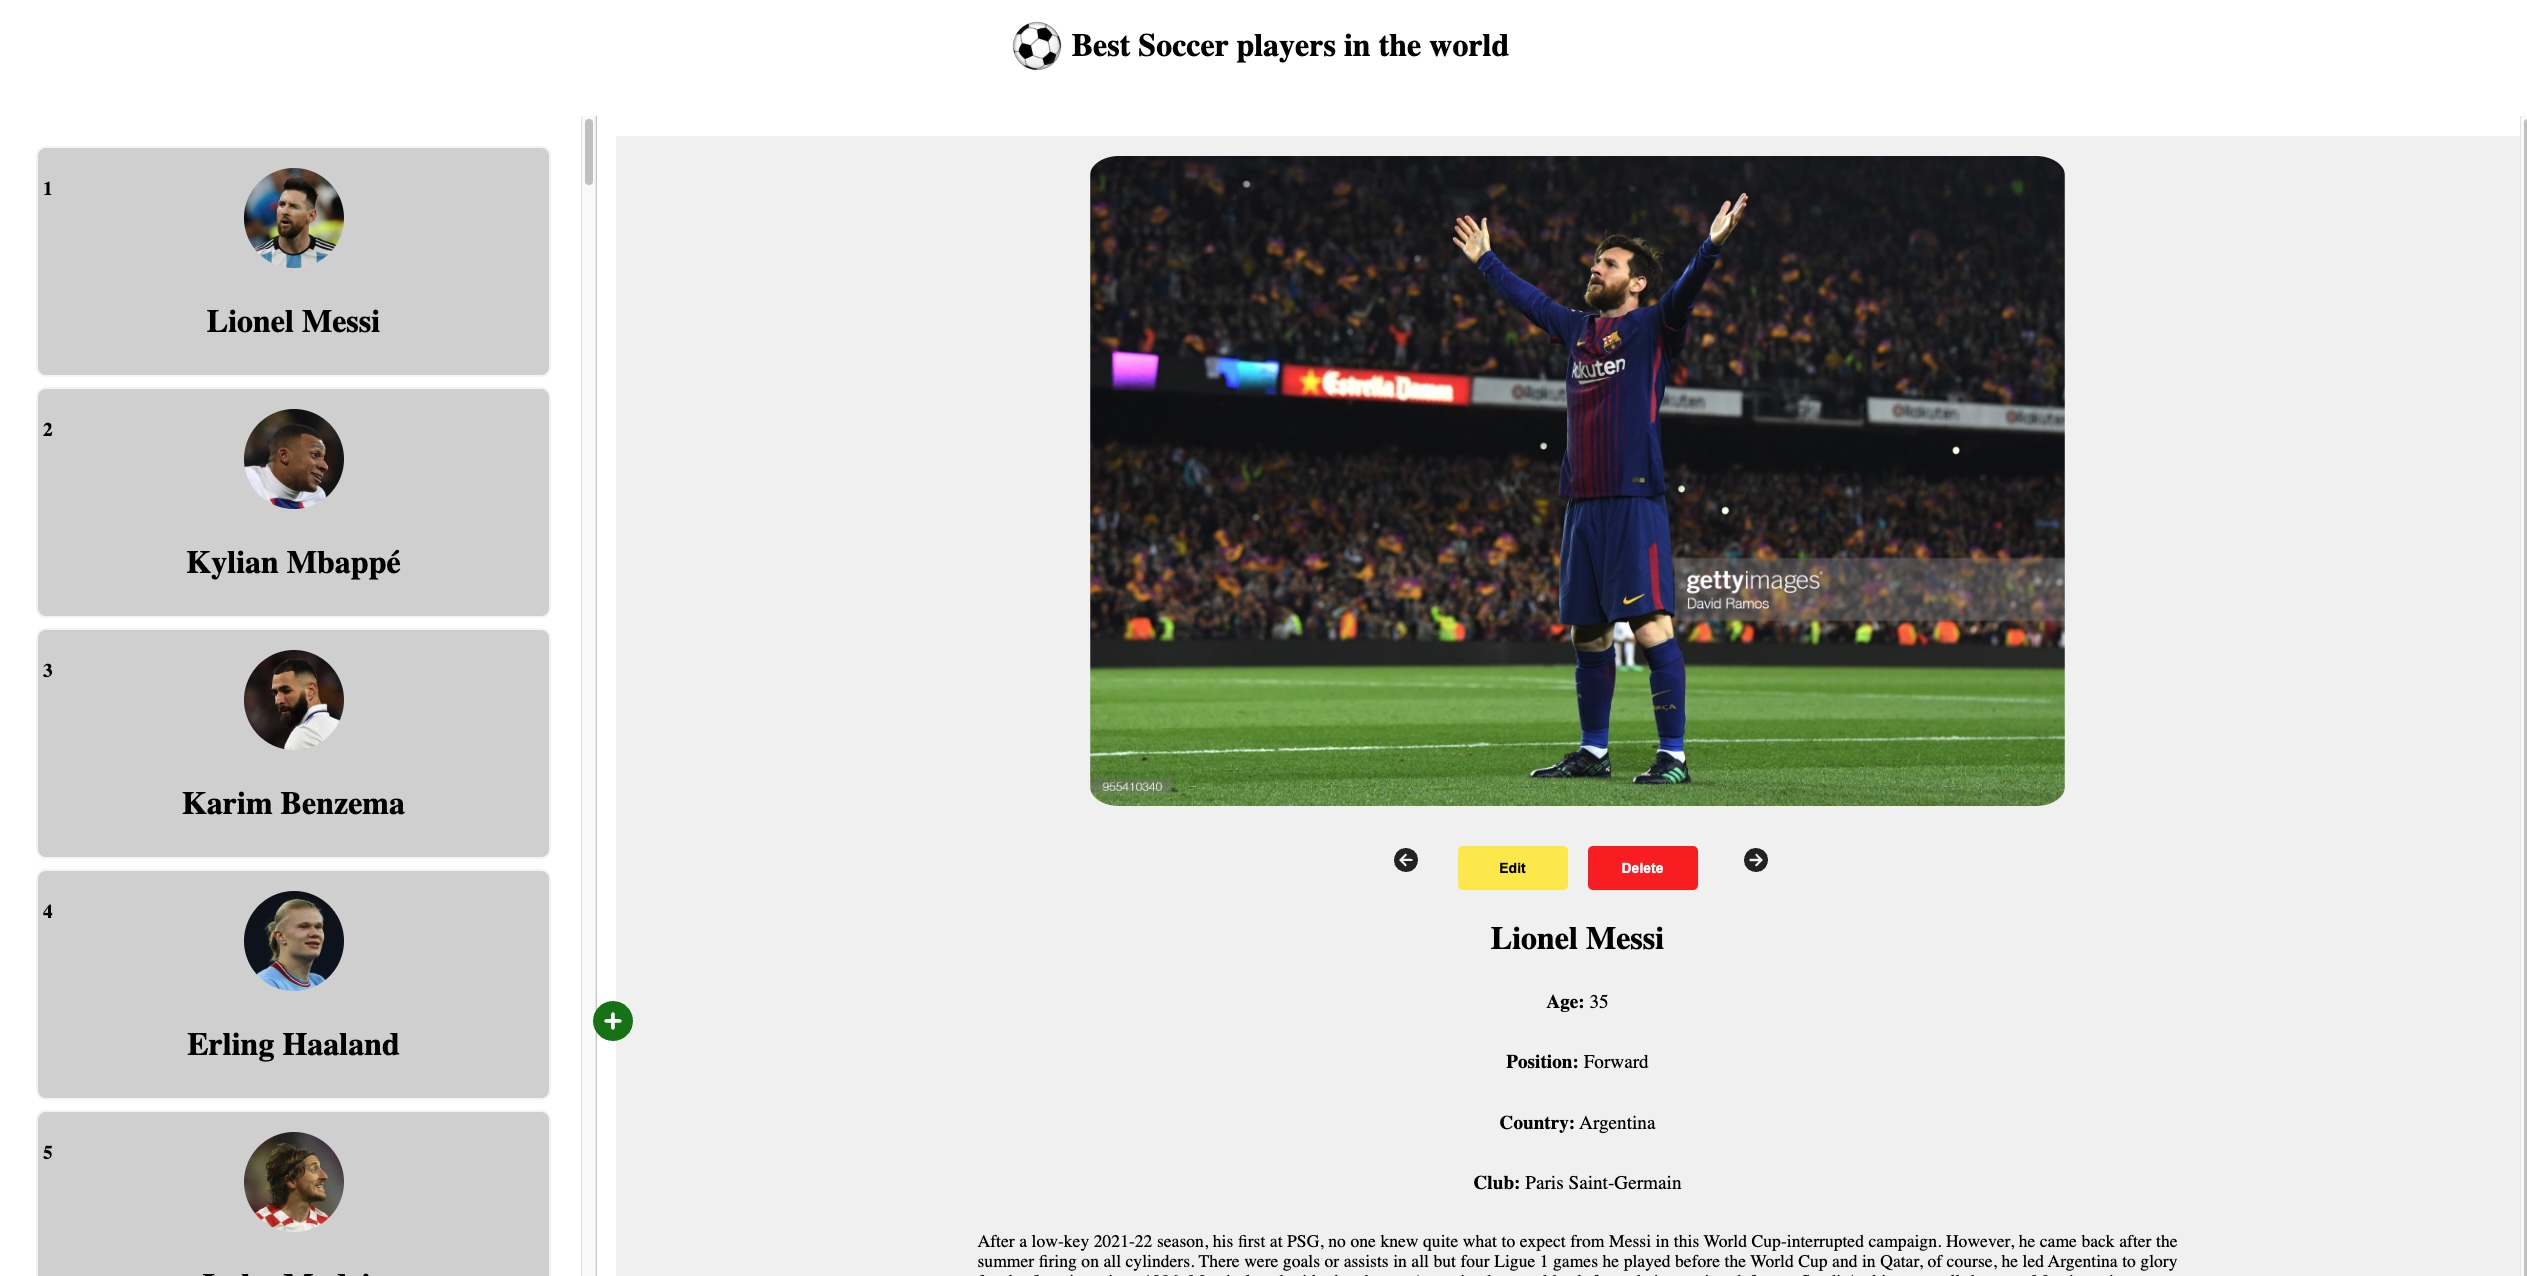 Best Soccer players in the world
1
Lionel Messi
2
Kylian Mbappé
3
Karim Benzema
4
Erling Haaland
5
Estrella Damm
Rakuten
Rakuten
gettyimages
David Ramos
955410340
Edit
Delete
Lionel Messi
Age: 35
Position: Forward
Country: Argentina
Club: Paris Saint-Germain
After a low-key 2021-22 season, his first at PSG, no one knew quite what to expect from Messi in this World Cup-interrupted campaign. However, he came back after the
summer firing on all cylinders. There were goals or assists in all but four Ligue 1 games he played before the World Cup and in Qatar, of course, he led Argentina to glory